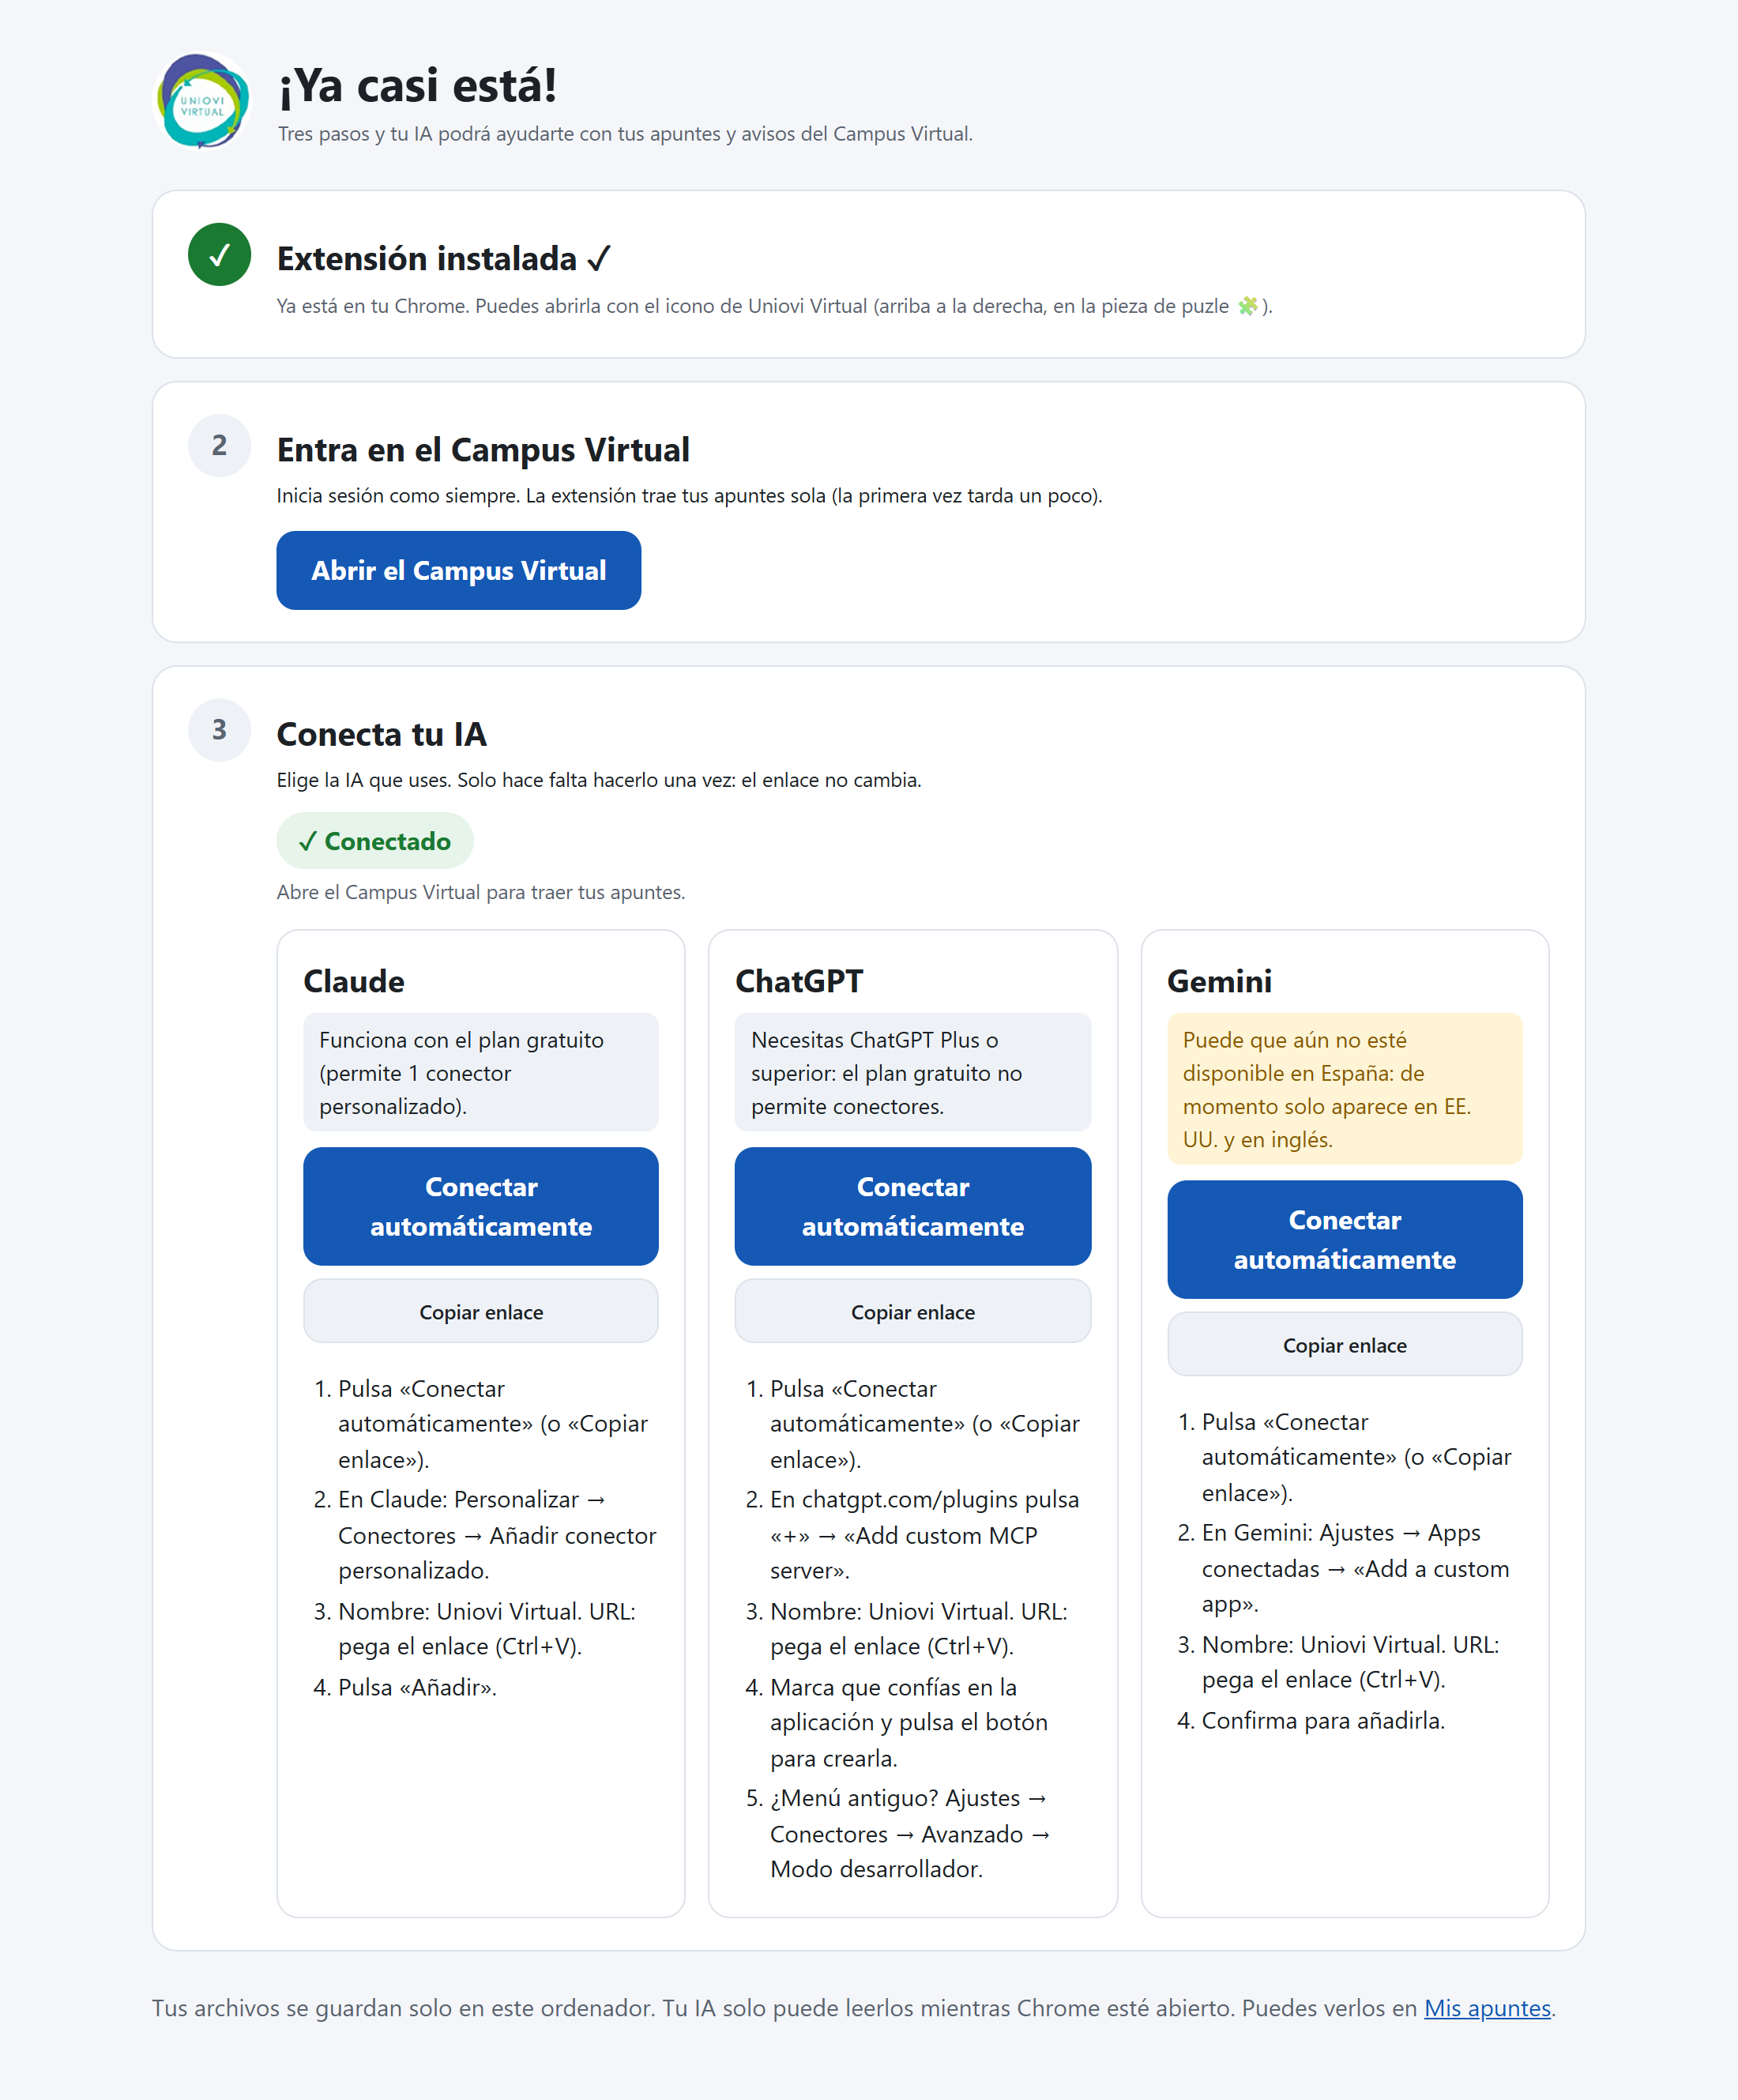 UNIOVI
VIRTUAL
¡Ya casi está!
Tres pasos y tu IA podrá ayudarte con tus apuntes y avisos del Campus Virtual.
✓
Extensión instalada ✓
Ya está en tu Chrome. Puedes abrirla con el icono de Uniovi Virtual (arriba a la derecha, en la pieza de puzle 🧩).
2
Entra en el Campus Virtual
Inicia sesión como siempre. La extensión trae tus apuntes sola (la primera vez tarda un poco).
Abrir el Campus Virtual
3
Conecta tu IA
Elige la IA que uses. Solo hace falta hacerlo una vez: el enlace no cambia.
✓ Conectado
Abre el Campus Virtual para traer tus apuntes.
Claude
Funciona con el plan gratuito
(permite 1 conector
personalizado).
Conectar
automáticamente
Copiar enlace
1. Pulsa «Conectar
automáticamente» (o «Copiar
enlace»).
2. En Claude: Personalizar →
Conectores → Añadir conector
personalizado.
3. Nombre: Uniovi Virtual. URL:
pega el enlace (Ctrl+V).
4. Pulsa «Añadir».
ChatGPT
Necesitas ChatGPT Plus o
superior: el plan gratuito no
permite conectores.
Conectar
automáticamente
Copiar enlace
1. Pulsa «Conectar
automáticamente» (o «Copiar
enlace»).
2. En chatgpt.com/plugins pulsa
«+» → «Add custom MCP
server».
3. Nombre: Uniovi Virtual. URL:
pega el enlace (Ctrl+V).
4. Marca que confías en la
aplicación y pulsa el botón
para crearla.
5. ¿Menú antiguo? Ajustes →
Conectores → Avanzado →
Modo desarrollador.
Gemini
Puede que aún no esté
disponible en España: de
momento solo aparece en EE.
UU. y en inglés.
Conectar
automáticamente
Copiar enlace
1. Pulsa «Conectar
automáticamente» (o «Copiar
enlace»).
2. En Gemini: Ajustes → Apps
conectadas → «Add a custom
app».
3. Nombre: Uniovi Virtual. URL:
pega el enlace (Ctrl+V).
4. Confirma para añadirla.
Tus archivos se guardan solo en este ordenador. Tu IA solo puede leerlos mientras Chrome esté abierto. Puedes verlos en Mis apuntes.